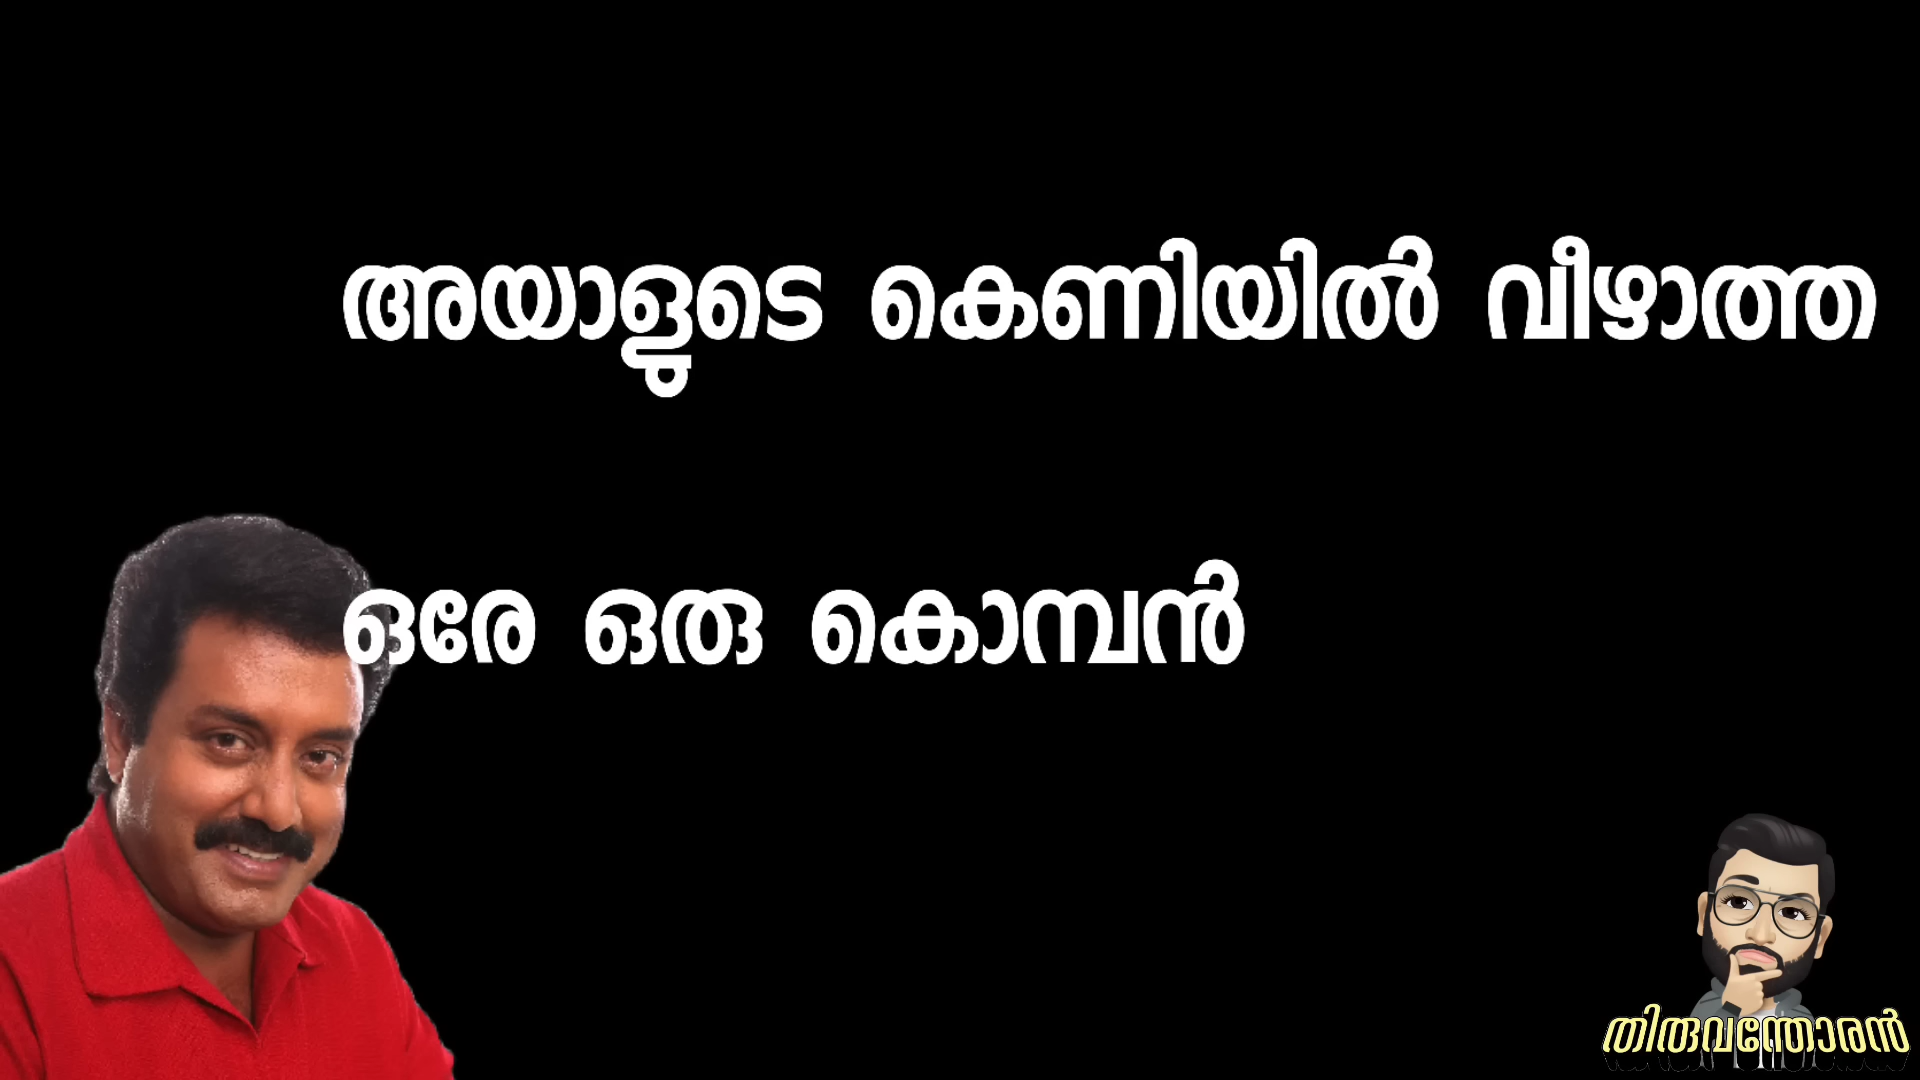 അയാളുടെ കെണിയിൽ വീഴാത്ത
ഒരേ ഒരു കൊമ്പൻ
തിരുവന്തോരൻ